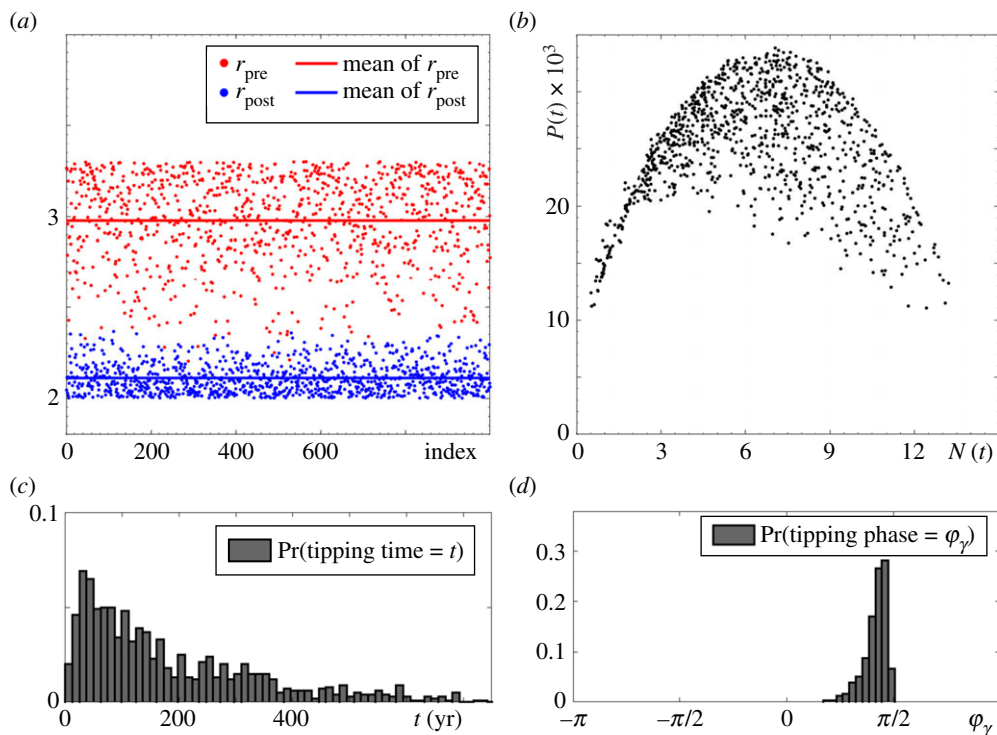 (a)
r_pre mean of r_pre
r_post mean of r_post
3
2
0 200 400 600 index
(b)
P(t) × 10³
20
10
0
0 3 6 9 12 N(t)
(c)
0.1
Pr(tipping time = t)
0
0 200 400 t (yr)
(d)
Pr(tipping phase = φ_γ)
0.3
0.2
0.1
0
−π −π/2 0 π/2 φ_γ